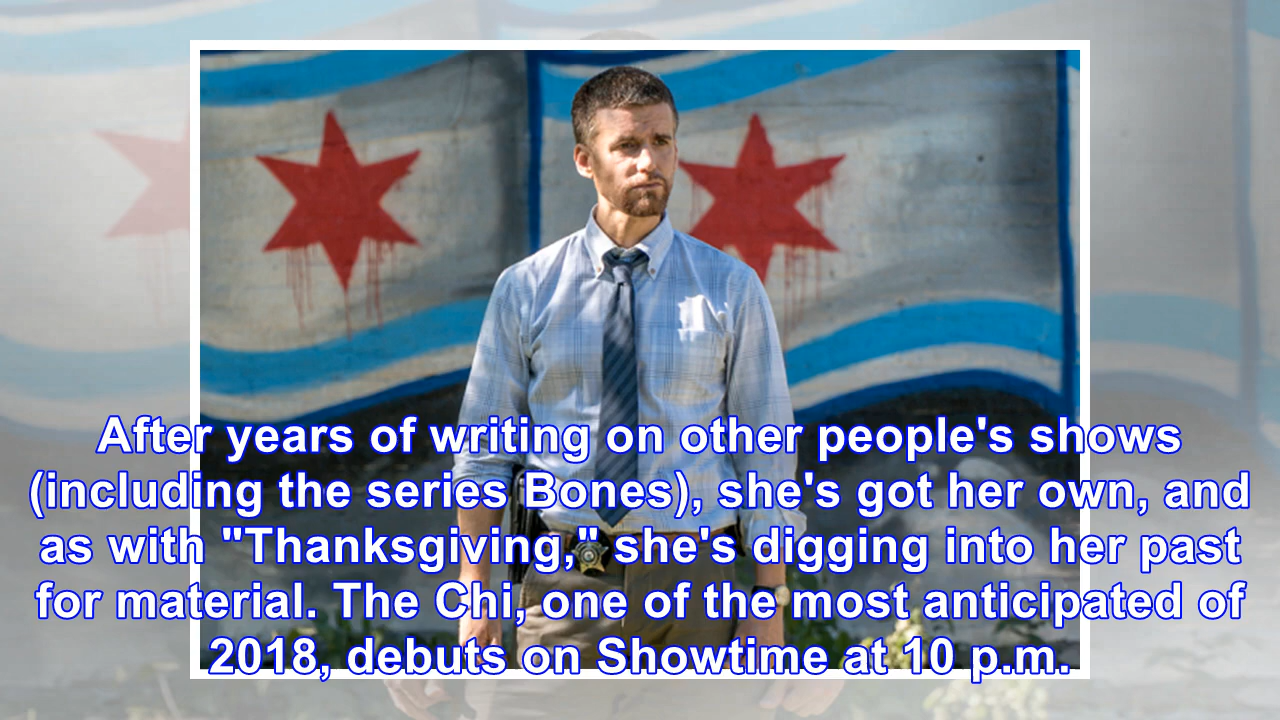 After years of writing on other people's shows
(including the series Bones), she's got her own, and
as with "Thanksgiving," she's digging into her past
for material. The Chi, one of the most anticipated of
2018, debuts on Showtime at 10 p.m.